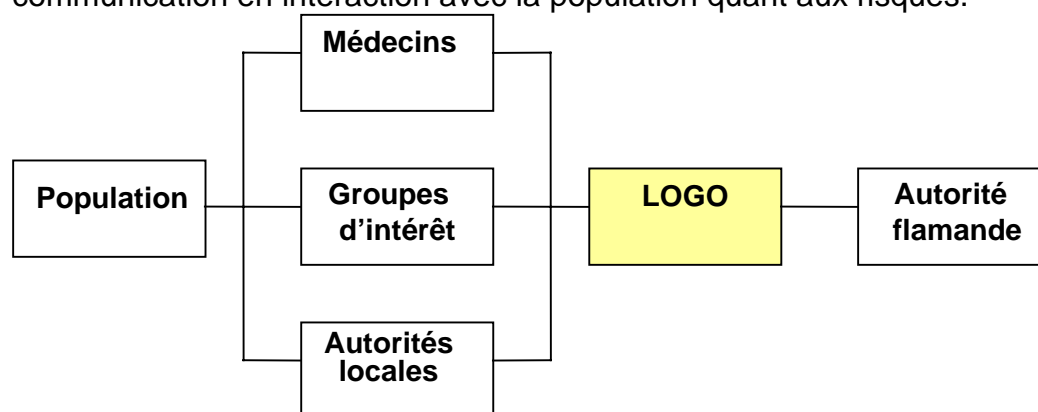 communication en interaction avec la population quant aux risques.
Médecins
Population
Groupes
d’intérêt
LOGO
Autorité
flamande
Autorités
locales